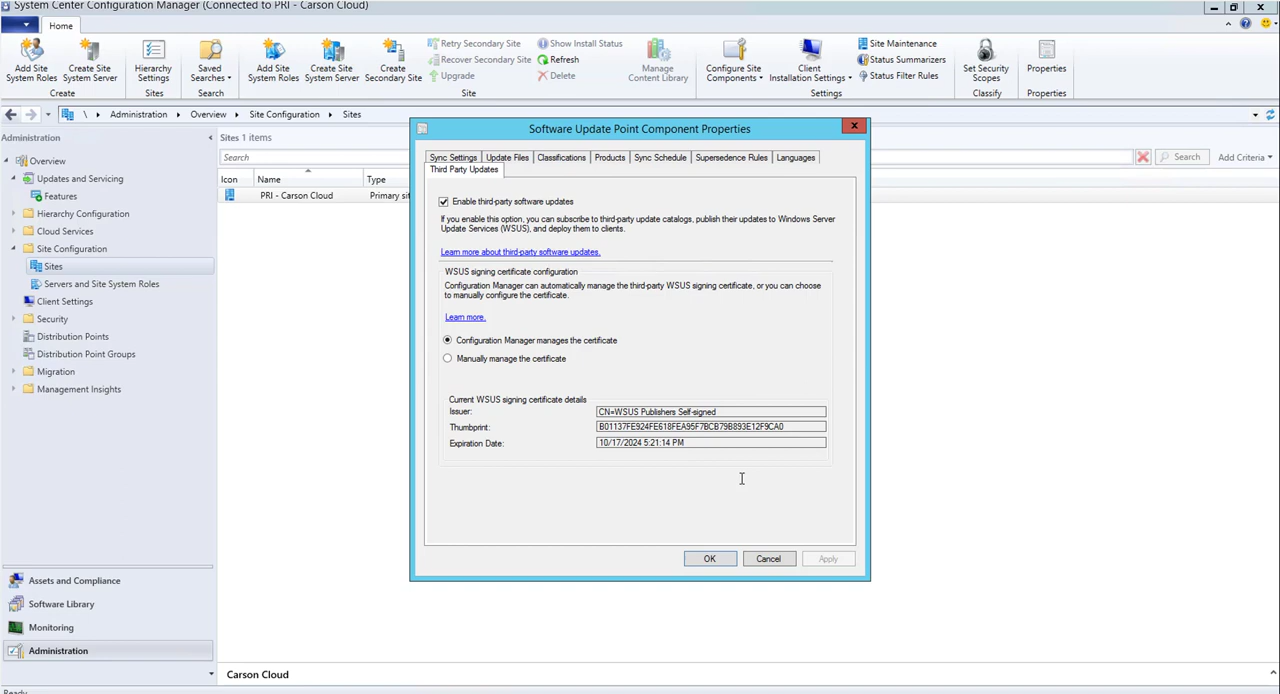 System Center Configuration Manager (Connected to PRI - Carson Cloud)
Home
Add Site System Roles
Create Site System Server
Create
Hierarchy Settings
Sites
Saved Searches
Search
Add Site System Roles
Create Site System Server
Create Secondary Site
Retry Secondary Site
Recover Secondary Site
Upgrade
Show Install Status
Refresh
Delete
Site
Manage Content Library
Configure Site Components
Client Installation Settings
Site Maintenance
Status Summarizers
Status Filter Rules
Settings
Set Security Scopes
Classify
Properties
Properties
\ Administration Overview Site Configuration Sites
Administration
Overview
Updates and Servicing
Features
Hierarchy Configuration
Cloud Services
Site Configuration
Sites
Servers and Site System Roles
Client Settings
Security
Distribution Points
Distribution Point Groups
Migration
Management Insights
Assets and Compliance
Software Library
Monitoring
Administration
Sites 1 items
Search
Search
Add Criteria
Icon Name Type
PRI - Carson Cloud Primary sit
Software Update Point Component Properties
Sync Settings Update Files Classifications Products Sync Schedule Supersedence Rules Languages
Third Party Updates
Enable third-party software updates
If you enable this option, you can subscribe to third-party update catalogs, publish their updates to Windows Server
Update Services (WSUS), and deploy them to clients.
Learn more about third-party software updates.
WSUS signing certificate configuration
Configuration Manager can automatically manage the third-party WSUS signing certificate, or you can choose
to manually configure the certificate.
Learn more.
Configuration Manager manages the certificate
Manually manage the certificate
Current WSUS signing certificate details
Issuer: CN=WSUS Publishers Self-signed
Thumbprint: B01137FE924FE618FEA95F7BCB79B893E12F9CA0
Expiration Date: 10/17/2024 5:21:14 PM
OK Cancel Apply
Carson Cloud
Ready